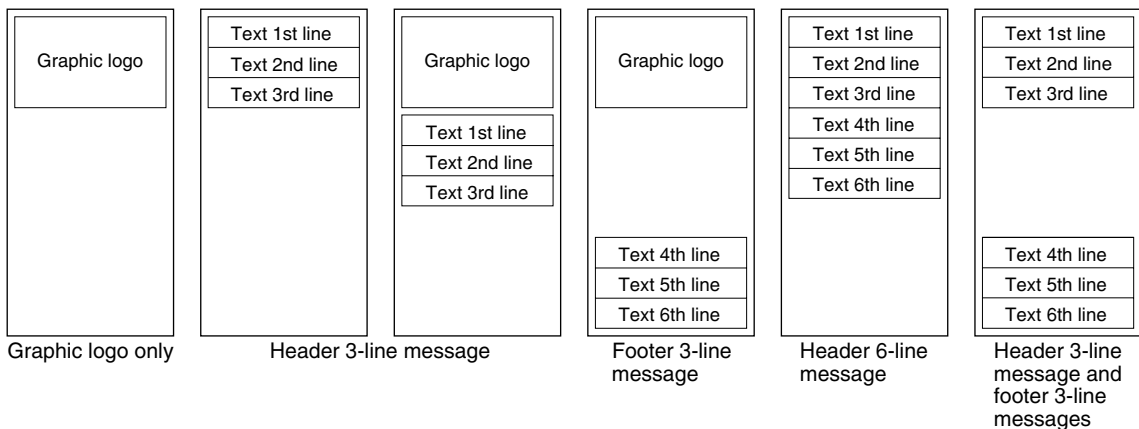 Graphic logo
Graphic logo only
Text 1st line
Text 2nd line
Text 3rd line
Graphic logo
Text 1st line
Text 2nd line
Text 3rd line
Header 3-line message
Graphic logo
Text 4th line
Text 5th line
Text 6th line
Footer 3-line
message
Text 1st line
Text 2nd line
Text 3rd line
Text 4th line
Text 5th line
Text 6th line
Header 6-line
message
Text 1st line
Text 2nd line
Text 3rd line
Text 4th line
Text 5th line
Text 6th line
Header 3-line
message and
footer 3-line
messages